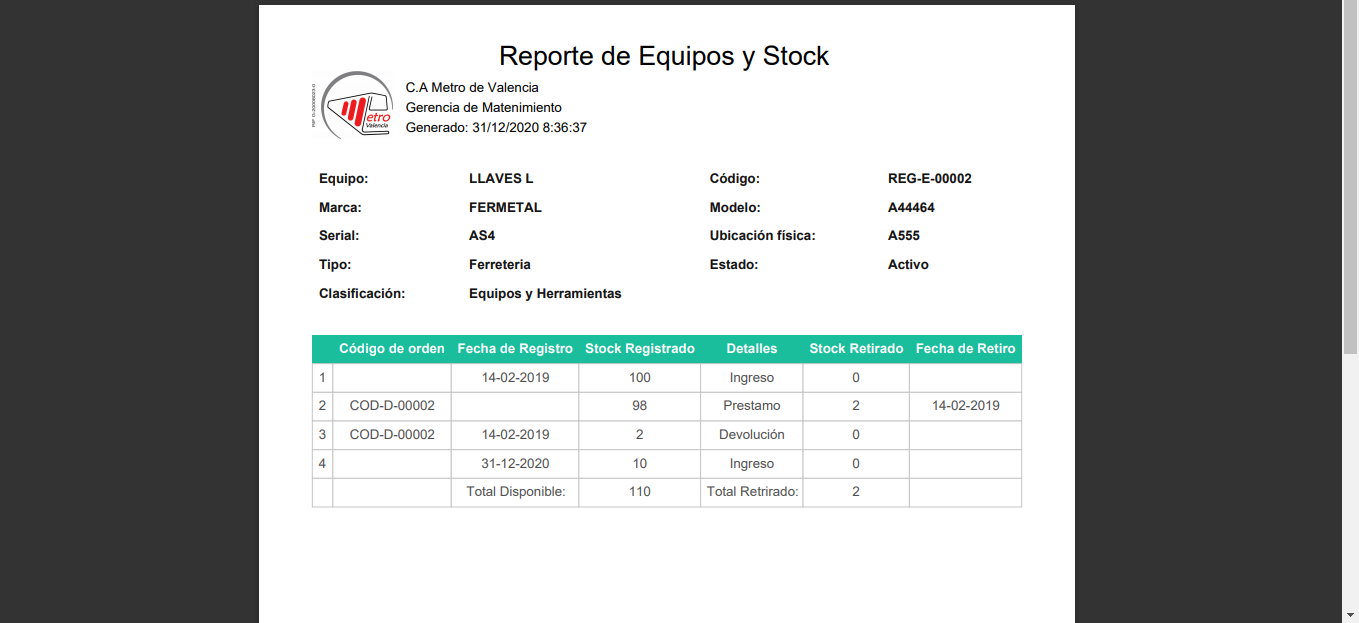 Reporte de Equipos y Stock
C.A Metro de Valencia
Gerencia de Matenimiento
Generado: 31/12/2020 8:36:37
etro
Valencia
Equipo: LLAVES L Código: REG-E-00002
Marca: FERMETAL Modelo: A44464
Serial: AS4 Ubicación física: A555
Tipo: Ferreteria Estado: Activo
Clasificación: Equipos y Herramientas
Código de orden Fecha de Registro Stock Registrado Detalles Stock Retirado Fecha de Retiro
1 14-02-2019 100 Ingreso 0
2 COD-D-00002 98 Prestamo 2 14-02-2019
3 COD-D-00002 14-02-2019 2 Devolución 0
4 31-12-2020 10 Ingreso 0
Total Disponible: 110 Total Retrirado: 2